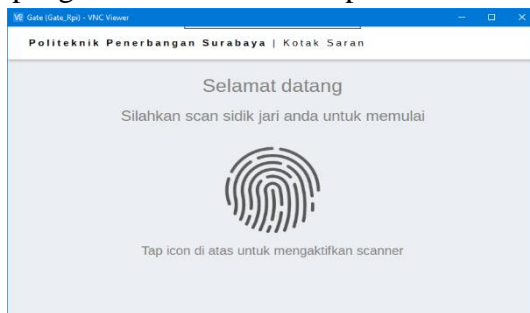 Gate (Gate_Rpi) - VNC Viewer
Politeknik Penerbangan Surabaya | Kotak Saran
Selamat datang
Silahkan scan sidik jari anda untuk memulai
Tap icon di atas untuk mengaktifkan scanner